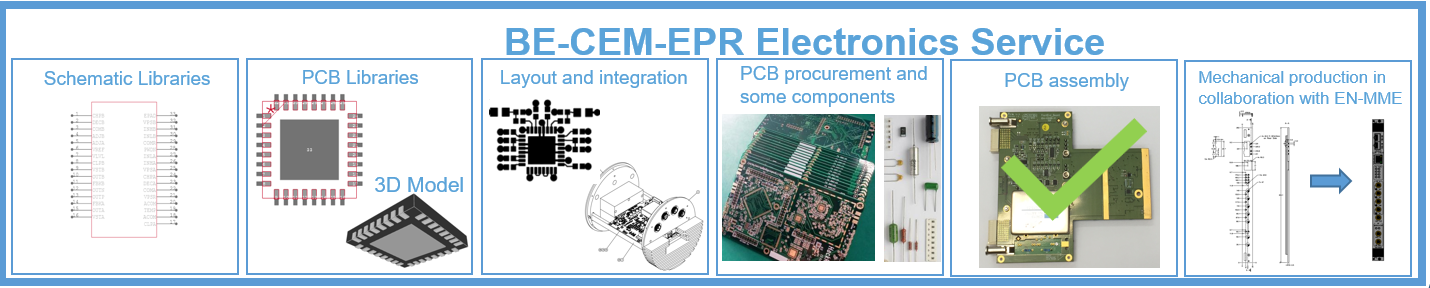 BE-CEM-EPR Electronics Service
Schematic Libraries
PCB Libraries
3D Model
Layout and integration
PCB procurement and
some components
PCB assembly
Mechanical production in
collaboration with EN-MME